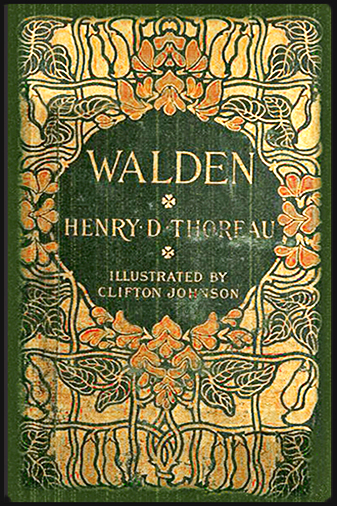 WALDEN
HENRY·D·THOREAU
ILLUSTRATED BY
CLIFTON JOHNSON